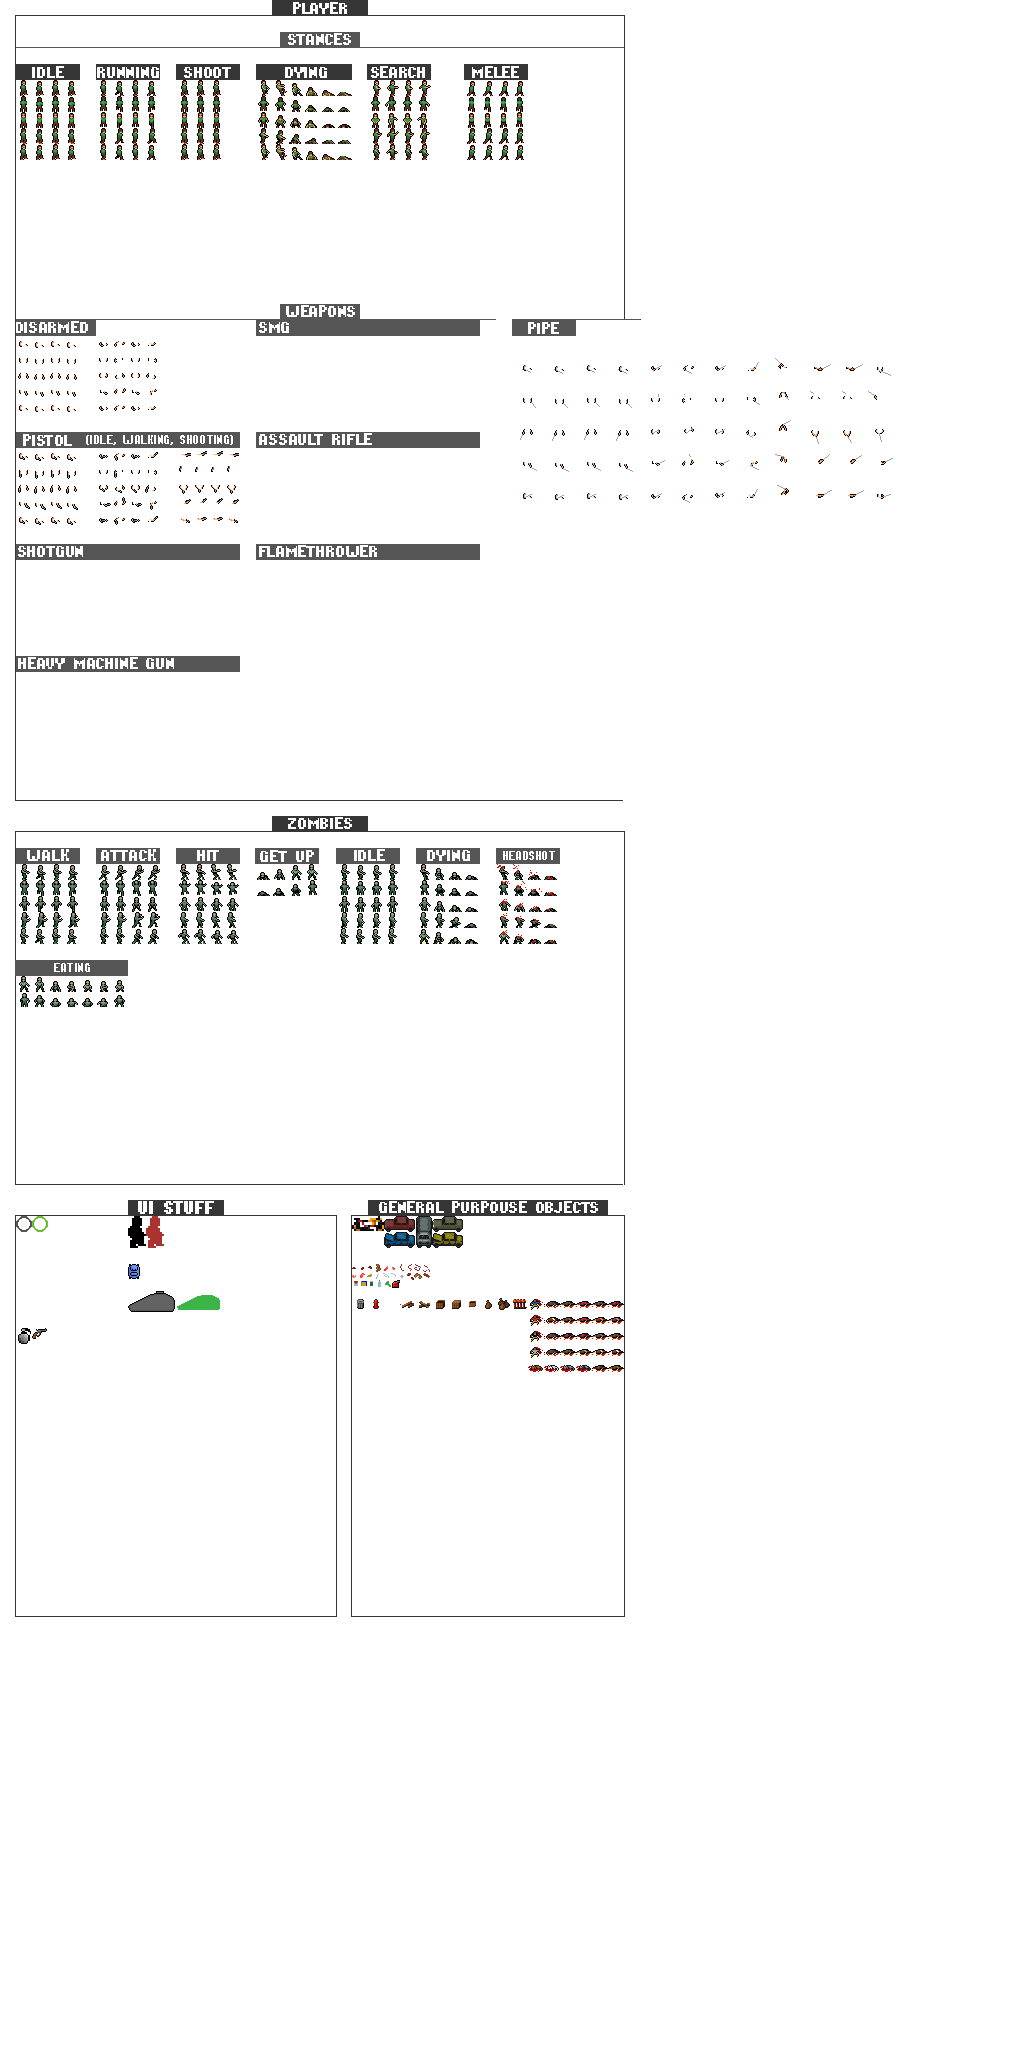 PLAYER
STANCES
IDLE RUNNING SHOOT DYING SEARCH MELEE
WEAPONS
DISARMED SMG PIPE
PISTOL (IDLE, WALKING, SHOOTING) ASSAULT RIFLE
SHOTGUN FLAMETHROWER
HEAVY MACHINE GUN
ZOMBIES
WALK ATTACK HIT GET UP IDLE DYING HEADSHOT
EATING
UI STUFF GENERAL PURPOUSE OBJECTS